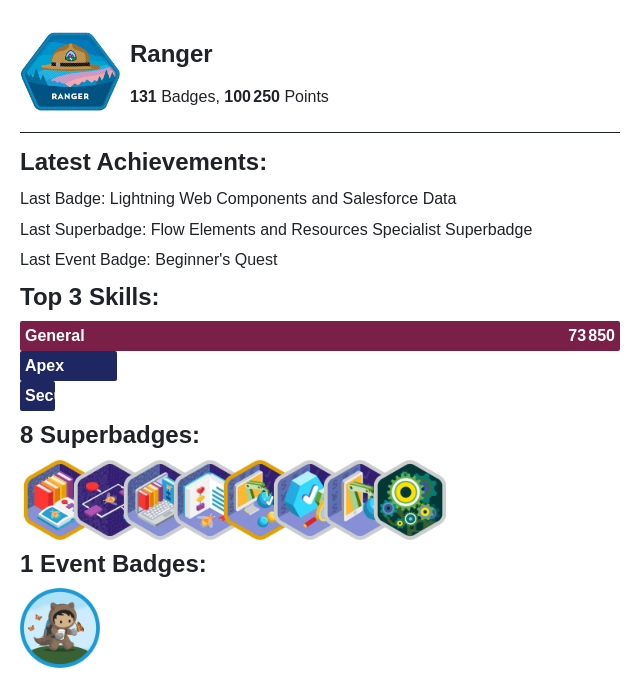 Ranger
RANGER
131 Badges, 100 250 Points
Latest Achievements:
Last Badge: Lightning Web Components and Salesforce Data
Last Superbadge: Flow Elements and Resources Specialist Superbadge
Last Event Badge: Beginner's Quest
Top 3 Skills:
General 73 850
Apex
Sec
8 Superbadges:
1 Event Badges: